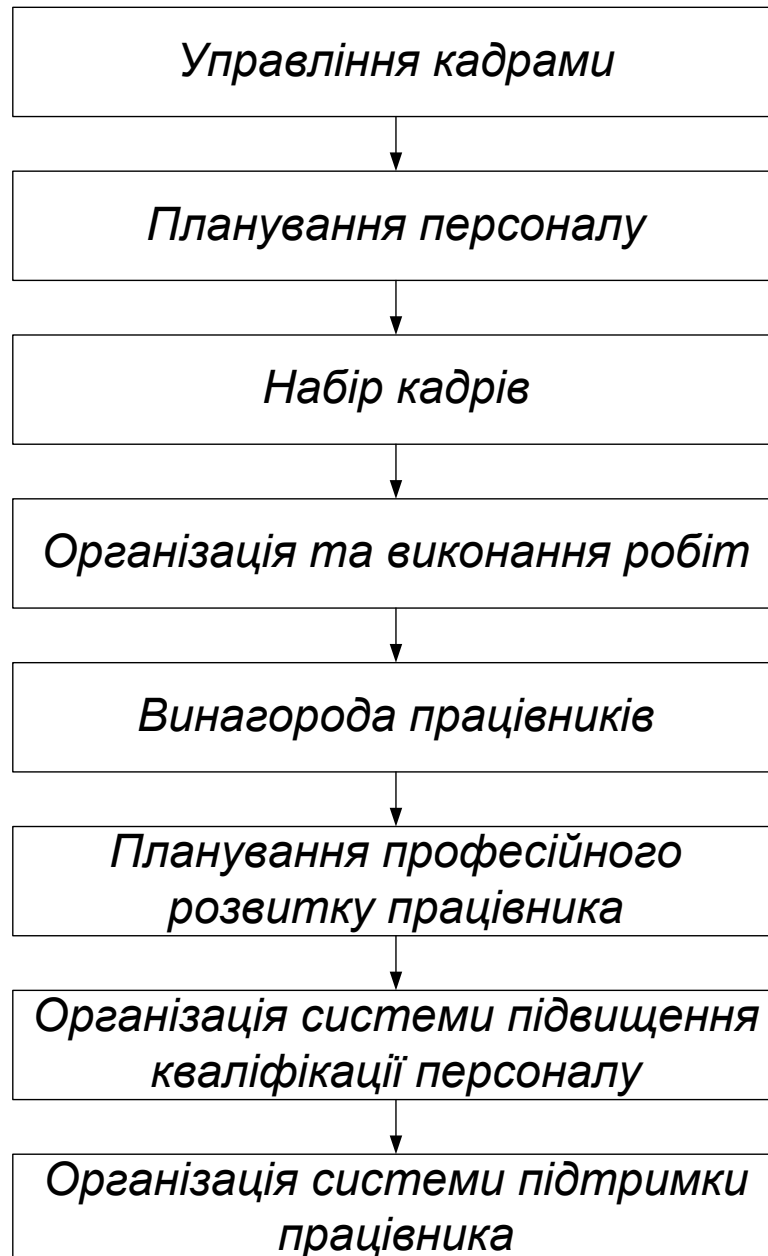 Управління кадрами
Планування персоналу
Набір кадрів
Організація та виконання робіт
Винагорода працівників
Планування професійного
розвитку працівника
Організація системи підвищення
кваліфікації персоналу
Організація системи підтримки
працівника